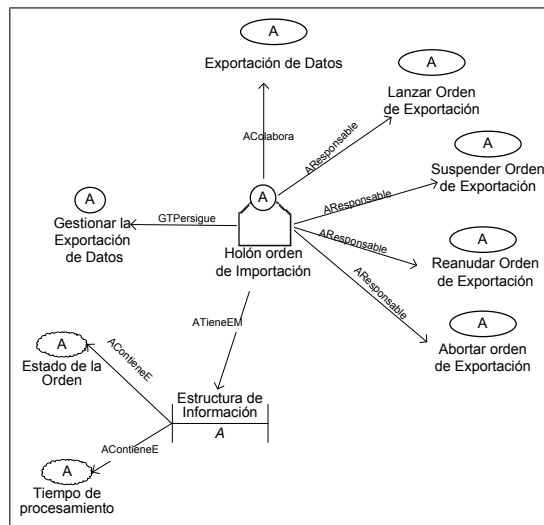 A
Exportación de Datos
A
Lanzar Orden
de Exportación
AColabora
AResponsable
A
Suspender Orden
de Exportación
AResponsable
A
Gestionar la
Exportación
de Datos
GTPersigue
A
Holón orden
de Importación
AResponsable
A
Reanudar Orden
de Exportación
AResponsable
A
Abortar orden
de Exportación
ATieneEM
A
Estado de la
Orden
AContieneE
Estructura de
Información
A
AContieneE
A
Tiempo de
procesamiento